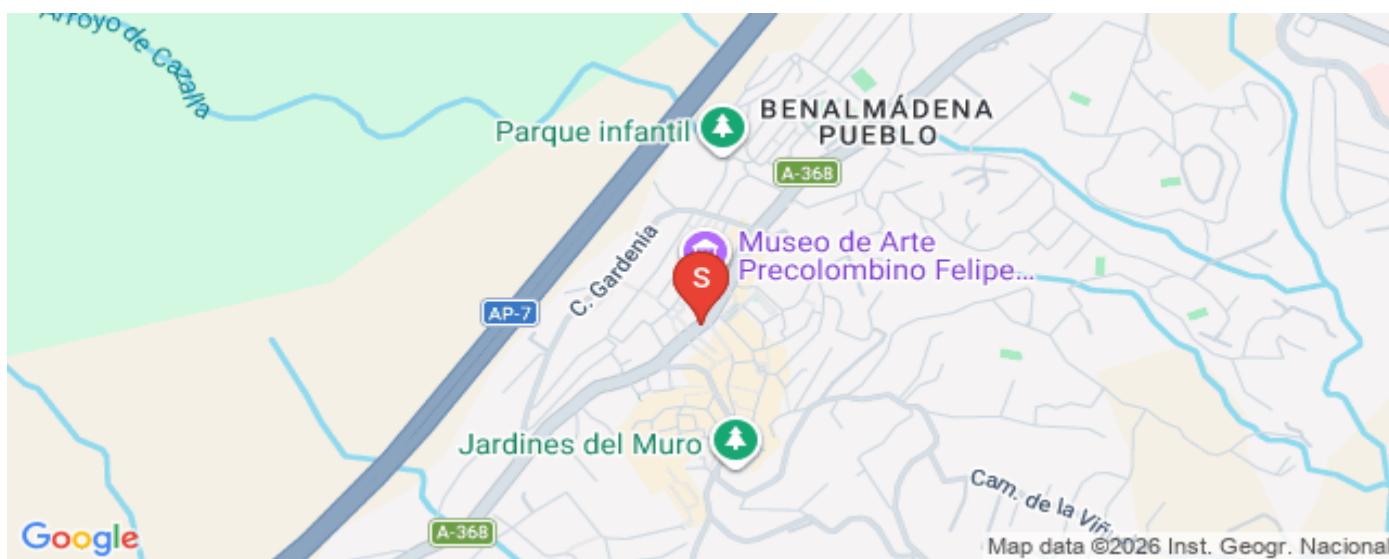 Arroyo de Cazalla
BENALMÁDENA
PUEBLO
Parque infantil
A-368
Museo de Arte
Precolombino Felipe...
C. Gardenia
S
AP-7
Jardines del Muro
Cam. de la Viñ
A-368
Google
Map data ©2026 Inst. Geogr. Nacional